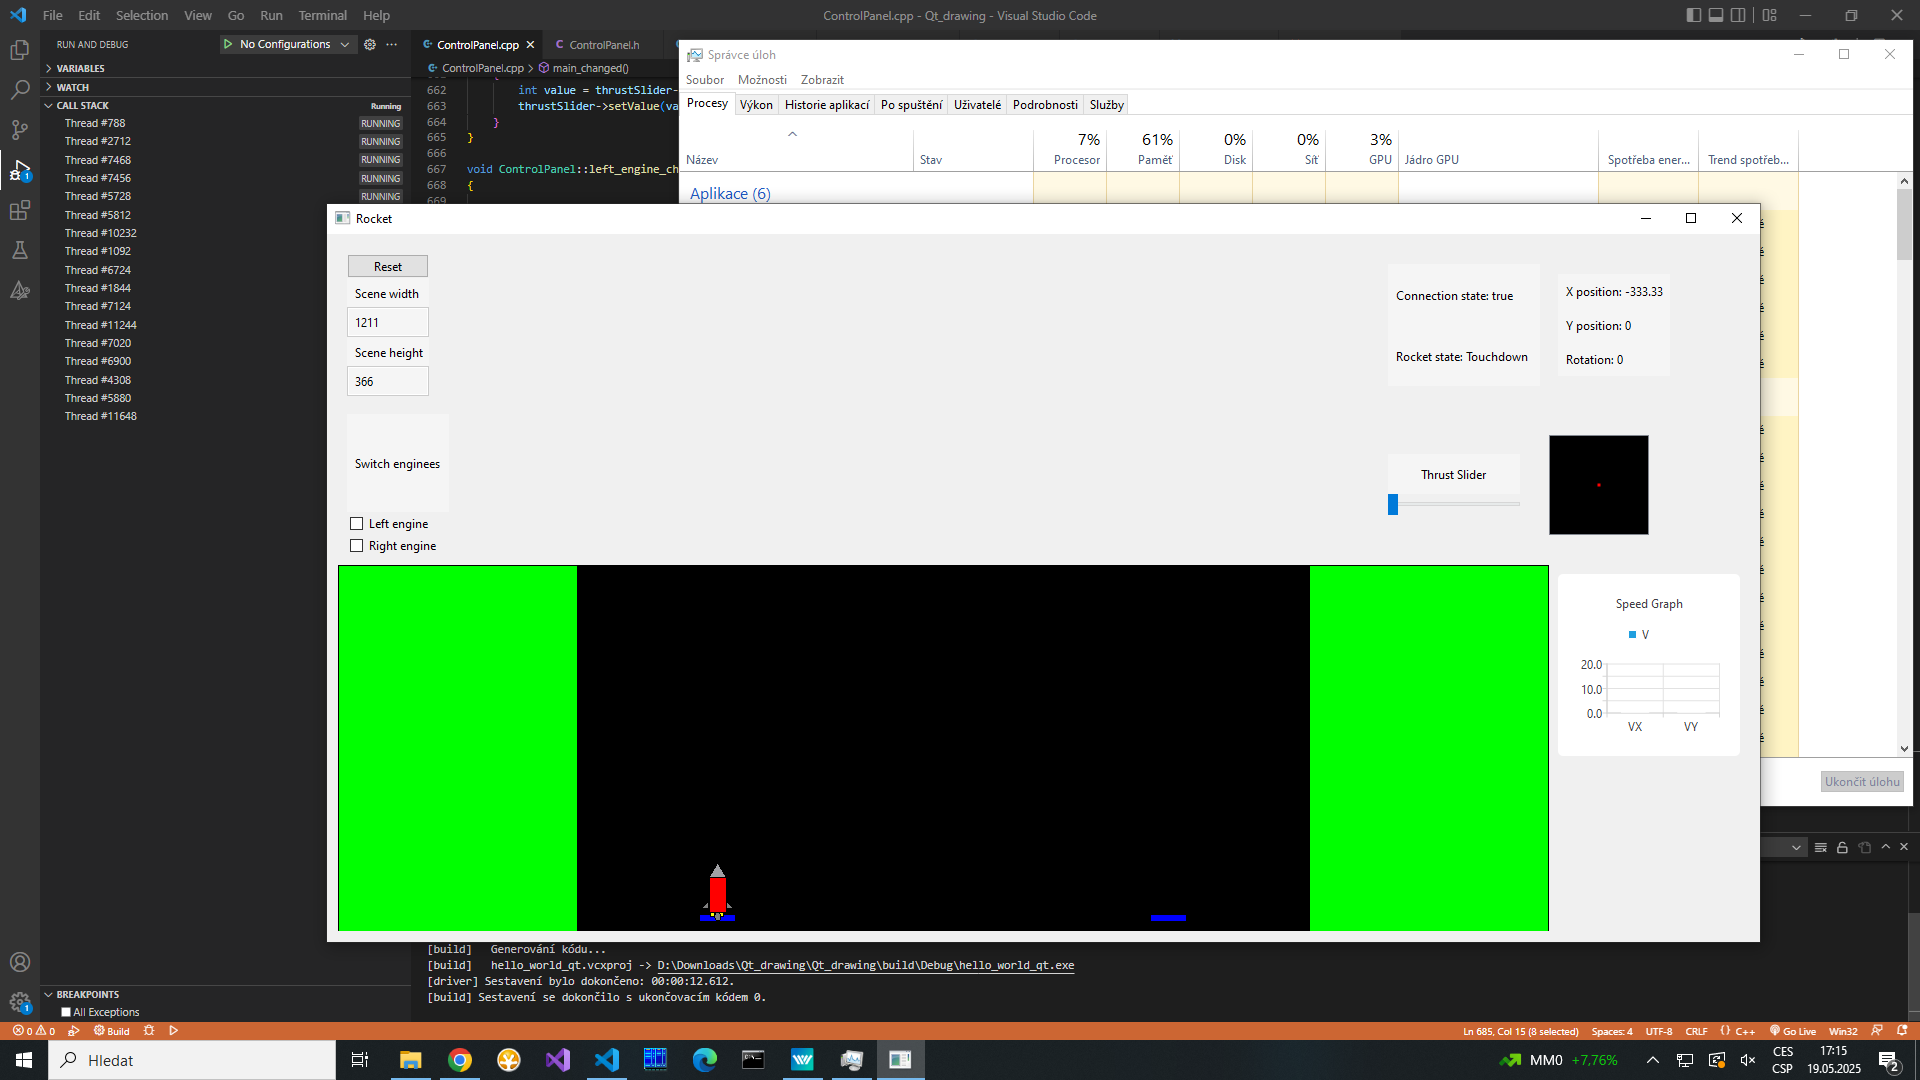 File Edit Selection View Go Run Terminal Help
ControlPanel.cpp - Qt_drawing - Visual Studio Code
RUN AND DEBUG
No Configurations
ControlPanel.cpp
ControlPanel.h
VARIABLES
WATCH
CALL STACK
Running
Thread #788 RUNNING
Thread #2712 RUNNING
Thread #7468 RUNNING
Thread #7456 RUNNING
Thread #5728 RUNNING
Thread #5812
Thread #10232
Thread #1092
Thread #6724
Thread #1844
Thread #7124
Thread #11244
Thread #7020
Thread #6900
Thread #4308
Thread #5880
Thread #11648
BREAKPOINTS
All Exceptions
ControlPanel.cpp > main_changed()
662 int value = thrustSlider-
663 thrustSlider->setValue(va
664 }
665 }
666
667 void ControlPanel::left_engine_ch
668 {
669
Správce úloh
Soubor Možnosti Zobrazit
Procesy Výkon Historie aplikací Po spuštění Uživatelé Podrobnosti Služby
7% 61% 0% 0% 3%
Název Stav Procesor Paměť Disk Síť GPU Jádro GPU Spotřeba ener... Trend spotřeb...
Aplikace (6)
Ukončit úlohu
Rocket
Reset
Scene width
1211
Scene height
366
Switch enginees
Left engine
Right engine
Connection state: true
Rocket state: Touchdown
X position: -333.33
Y position: 0
Rotation: 0
Thrust Slider
Speed Graph
V
20.0
10.0
0.0
VX VY
[build] Generování kódu...
[build] hello_world_qt.vcxproj -> D:\Downloads\Qt_drawing\Qt_drawing\build\Debug\hello_world_qt.exe
[driver] Sestavení bylo dokončeno: 00:00:12.612.
[build] Sestavení se dokončilo s ukončovacím kódem 0.
0 0 Build
Ln 685, Col 15 (8 selected) Spaces: 4 UTF-8 CRLF {} C++ Go Live Win32
Hledat
MM0 +7,76%
CES
CSP
17:15
19.05.2025
2